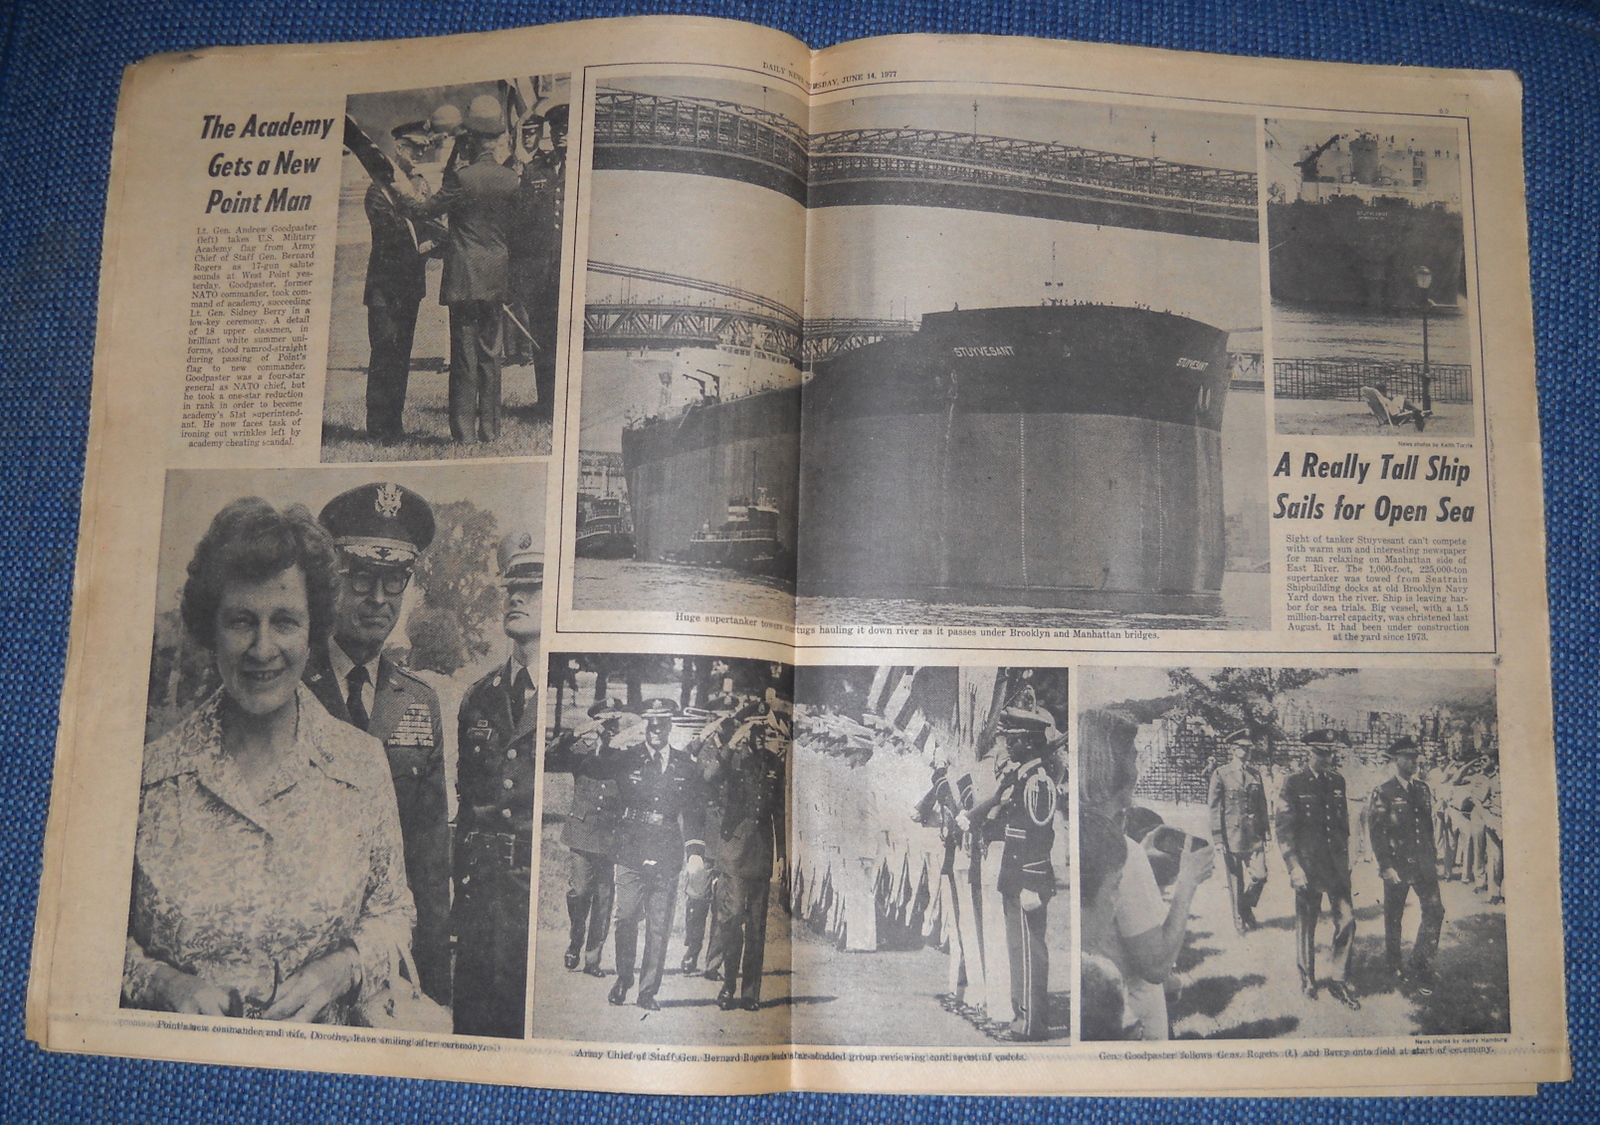 DAILY NEWS, TUESDAY, JUNE 14, 1977
The Academy
Gets a New
Point Man
Lt. Gen. Andrew Goodpaster
(left) takes U.S. Military
Academy flag from Army
Chief of Staff Gen. Bernard
Rogers as 17-gun salute
sounds at West Point yes-
terday. Goodpaster, former
NATO commander, took com-
mand of academy, succeeding
Lt. Gen. Sidney Berry in a
low-key ceremony. A detail
of 18 upper classmen, in
brilliant white summer uni-
forms, stood ramrod-straight
during passing of Point's
flag to new commander.
Goodpaster was a four-star
general as NATO chief, but
he took a one-star reduction
in rank in order to become
academy's 51st superintend-
ant. He now faces task of
ironing out wrinkles left by
academy cheating scandal.
STUYVESANT
STUYVESANT
STUYVESANT
Huge supertanker towers over tugs hauling it down river as it passes under Brooklyn and Manhattan bridges.
News photos by Keith Torrie
A Really Tall Ship
Sails for Open Sea
Sight of tanker Stuyvesant can't compete
with warm sun and interesting newspaper
for man relaxing on Manhattan side of
East River. The 1,000-foot, 225,000-ton
supertanker was towed from Seatrain
Shipbuilding docks at old Brooklyn Navy
Yard down the river. Ship is leaving har-
bor for sea trials. Big vessel, with a 1.5
million-barrel capacity, was christened last
August. It had been under construction
at the yard since 1973.
Point's new commander and wife, Dorothy, leave smiling after ceremony.
Army Chief of Staff Gen. Bernard Rogers leads star-studded group reviewing contingent of cadets.
News photos by Harry Hamburg
Gen. Goodpaster follows Gens. Rogers (l.) and Berry onto field at start of ceremony.